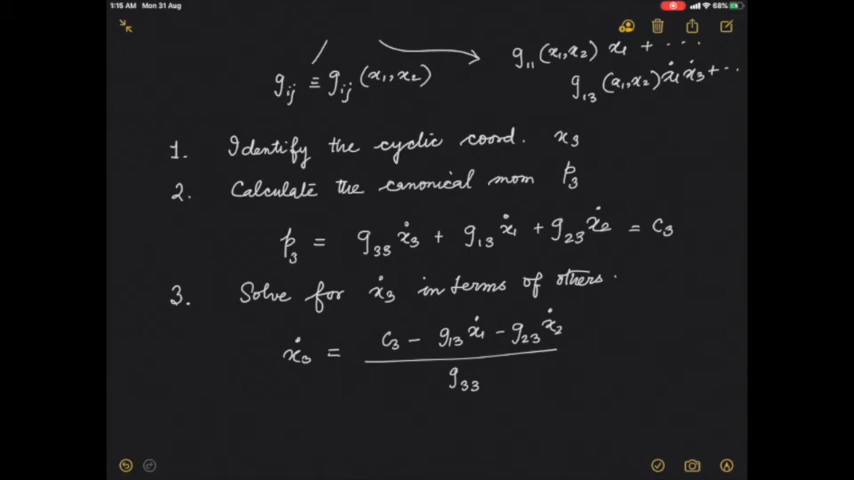 1:15 AM Mon 31 Aug
68%
g₁₁(x₁,x₂) ẋ₁ + ...
g_ij ≡ g_ij(x₁,x₂)
g₁₃(x₁,x₂) ẋ₁ ẋ₃ + ..
1. Identify the cyclic coord. x₃
2. Calculate the canonical mom p₃
p₃ = g₃₃ ẋ₃ + g₁₃ ẋ₁ + g₂₃ ẋ₂ = c₃
3. Solve for ẋ₃ in terms of others.
ẋ₃ = c₃ - g₁₃ ẋ₁ - g₂₃ ẋ₂
g₃₃